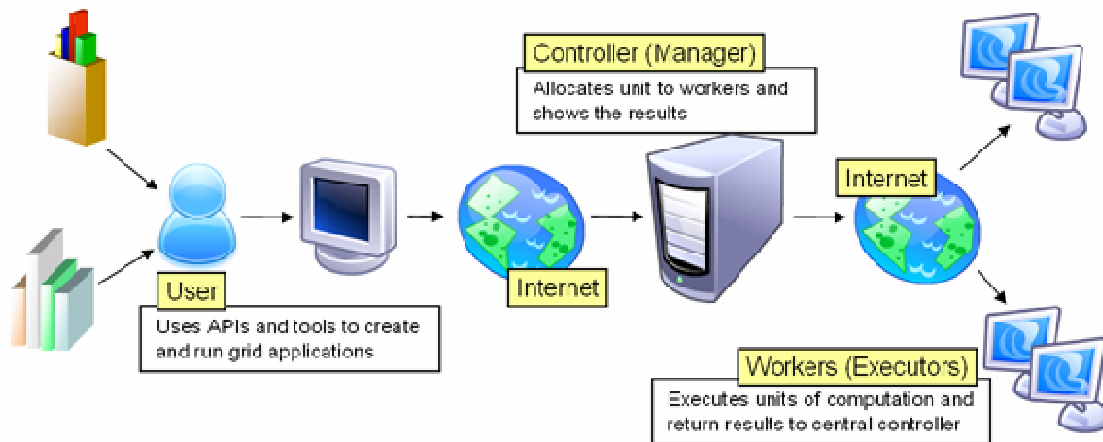 Controller (Manager)
Allocates unit to workers and
shows the results
Internet
User
Uses APIs and tools to create
and run grid applications
Internet
Workers (Executors)
Executes units of computation and
return results to central controller